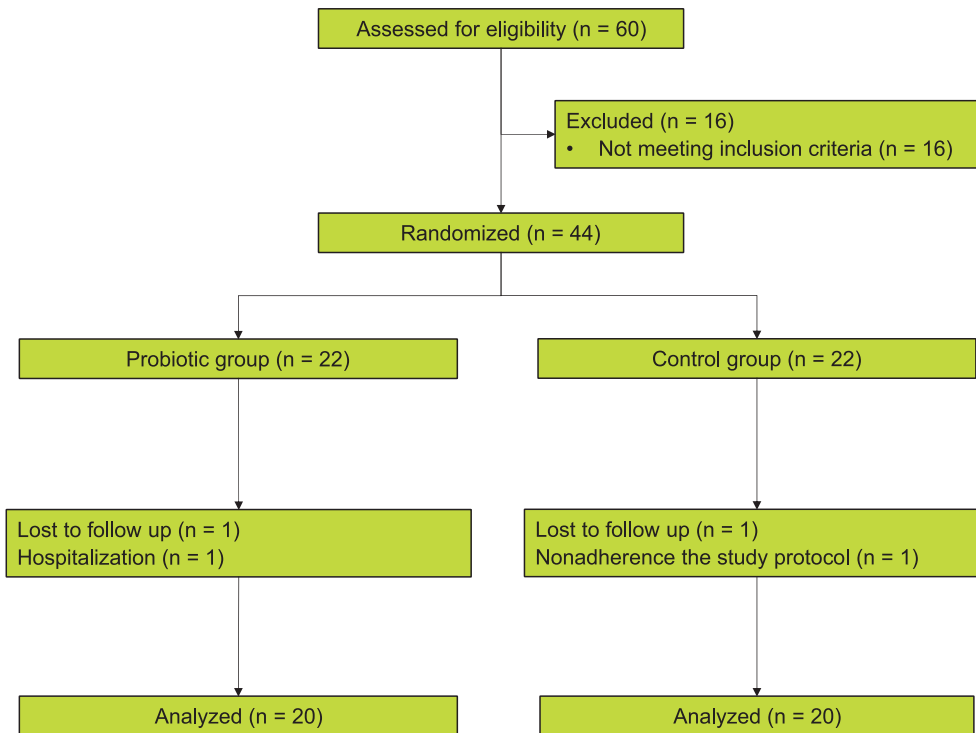 Assessed for eligibility (n = 60)
Excluded (n = 16)
• Not meeting inclusion criteria (n = 16)
Randomized (n = 44)
Probiotic group (n = 22)
Control group (n = 22)
Lost to follow up (n = 1)
Hospitalization (n = 1)
Lost to follow up (n = 1)
Nonadherence the study protocol (n = 1)
Analyzed (n = 20)
Analyzed (n = 20)